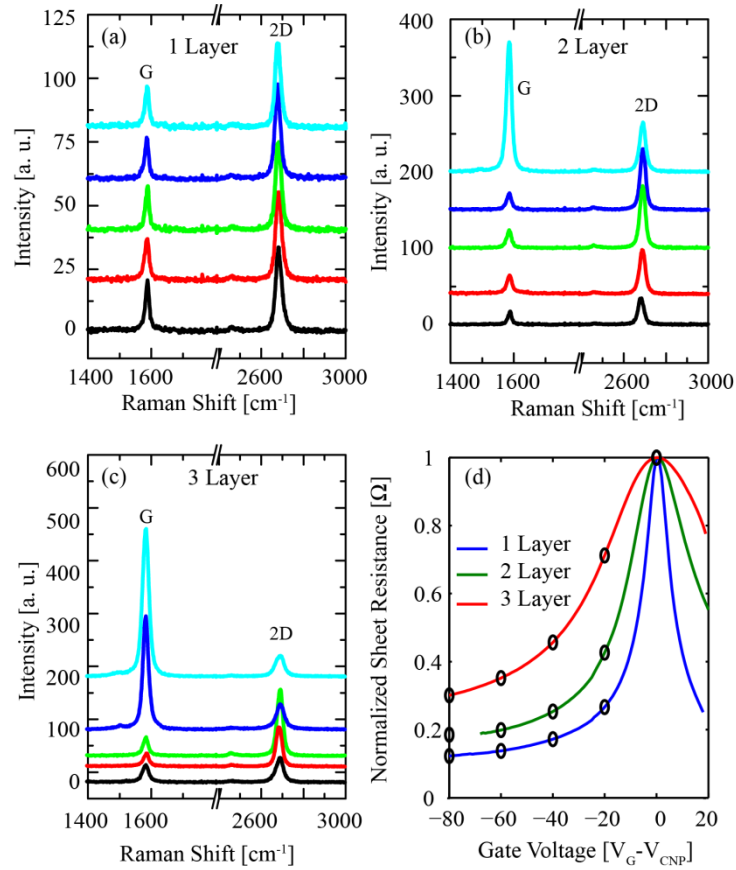 (a)
1 Layer
2D
G
125
100
75
50
25
0
Intensity [a. u.]
1400 1600 2600 3000
Raman Shift [cm-1]
(b)
2 Layer
G
2D
400
300
200
100
0
Intensity [a. u.]
1400 1600 2600 3000
Raman Shift [cm-1]
(c)
3 Layer
G
2D
600
500
400
300
200
100
0
Intensity [a. u.]
1400 1600 2600 3000
Raman Shift [cm-1]
(d)
1 Layer
2 Layer
3 Layer
1
0.8
0.6
0.4
0.2
0
Normalized Sheet Resistance [Ω]
−80 −60 −40 −20 0 20
Gate Voltage [VG-VCNP]